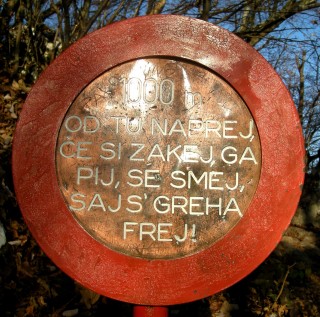 1000 m
OD TU NAPREJ,
ČE SI ZAKEJ, GA
PIJ, SE SMEJ,
SAJ S' GREHA
FREJ!